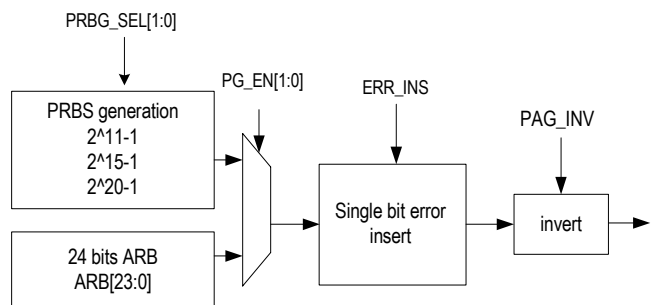 PRBG_SEL[1:0]
PG_EN[1:0]
ERR_INS
PAG_INV
PRBS generation
2^11-1
2^15-1
2^20-1
Single bit error
insert
invert
24 bits ARB
ARB[23:0]